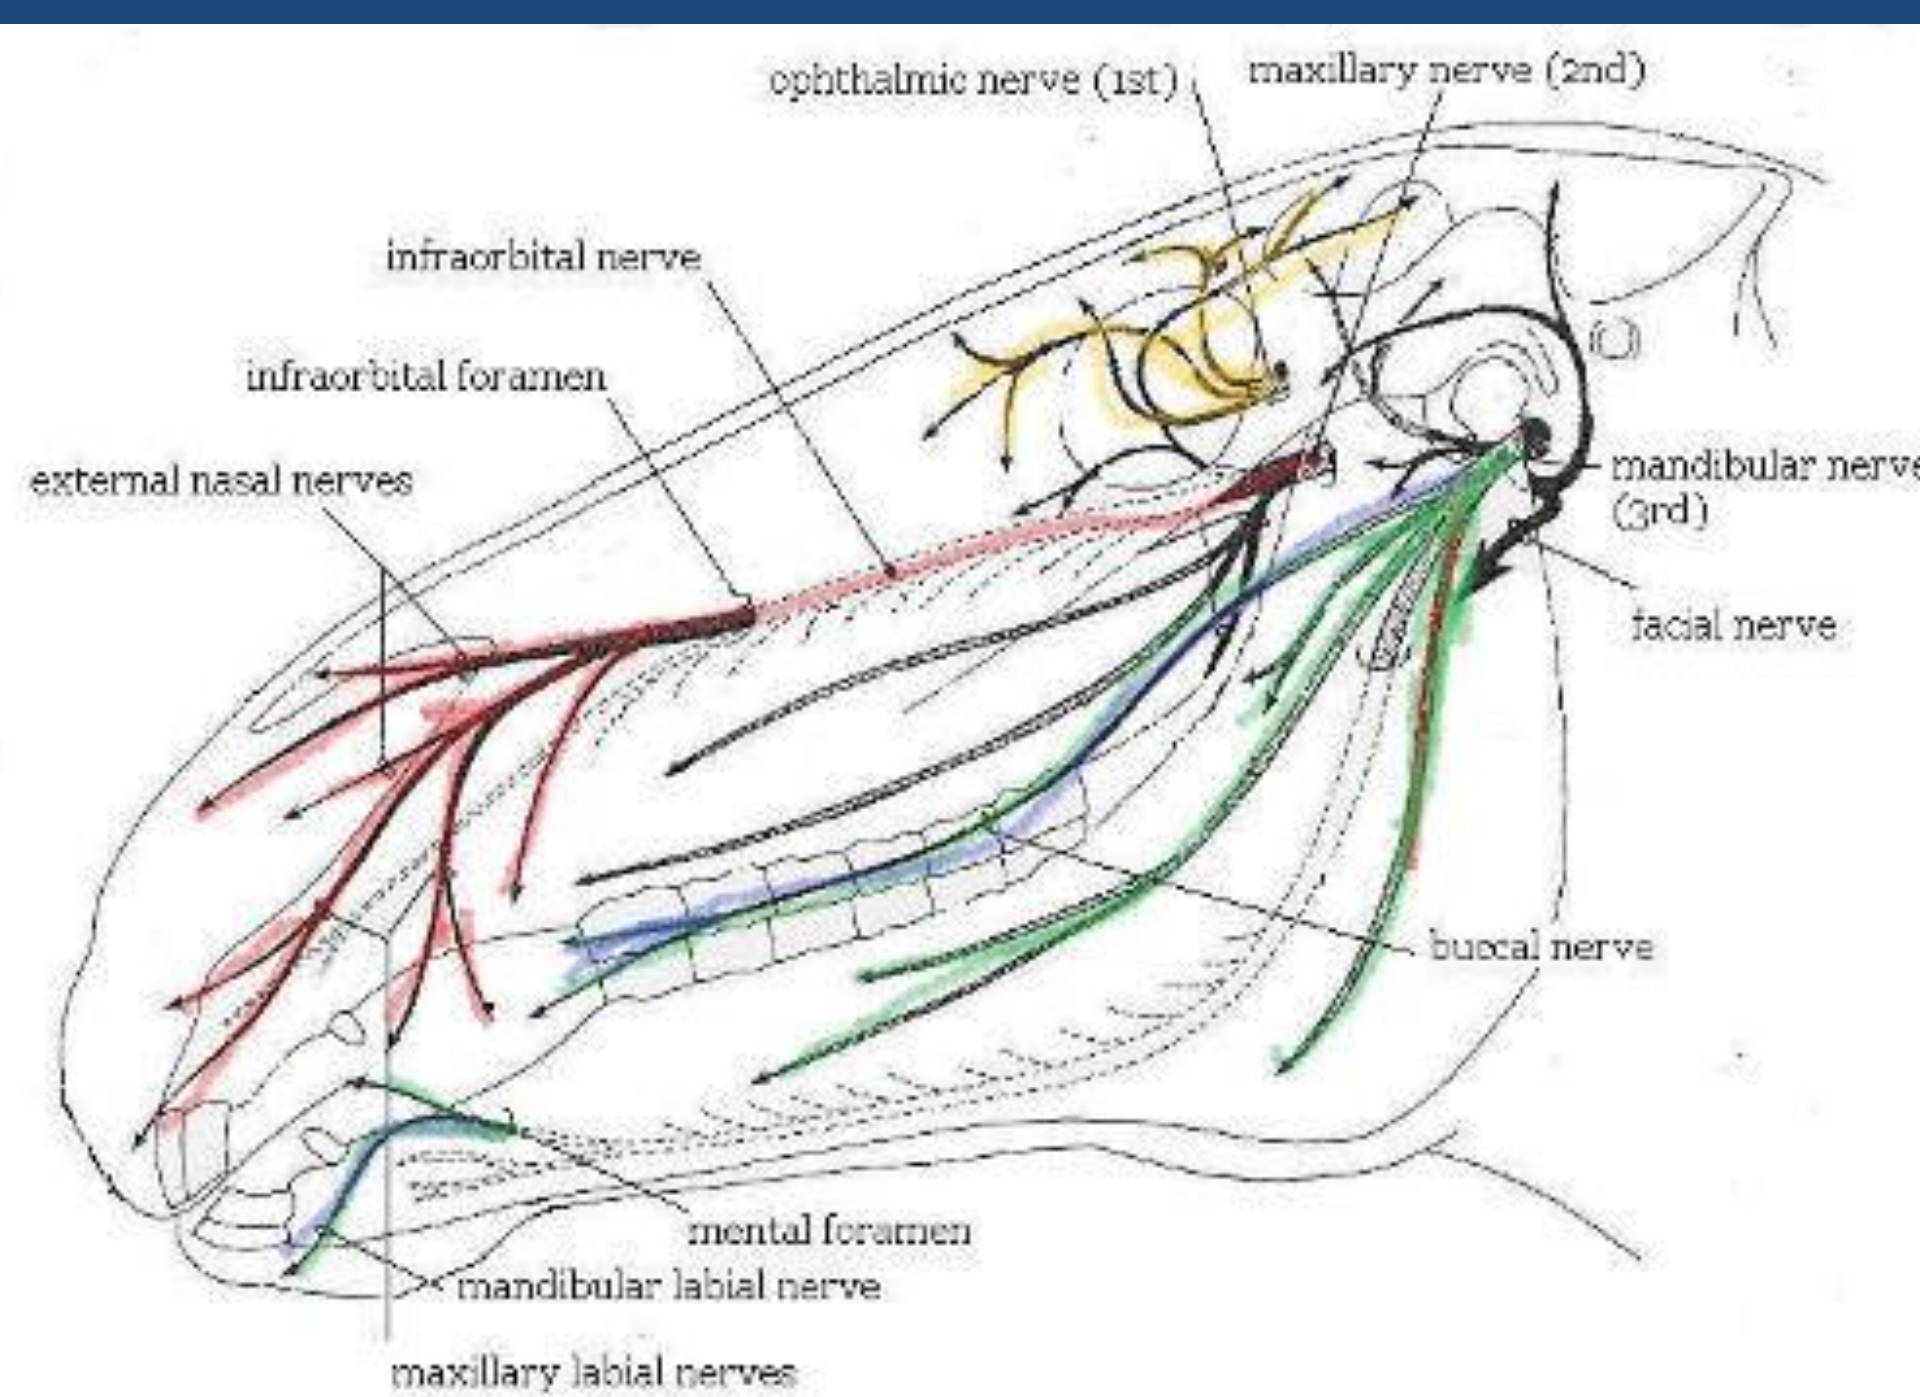 ophthalmic nerve (1st)
maxillary nerve (2nd)
infraorbital nerve
infraorbital foramen
external nasal nerves
mandibular nerve
(3rd)
facial nerve
buccal nerve
mental foramen
mandibular labial nerve
maxillary labial nerves